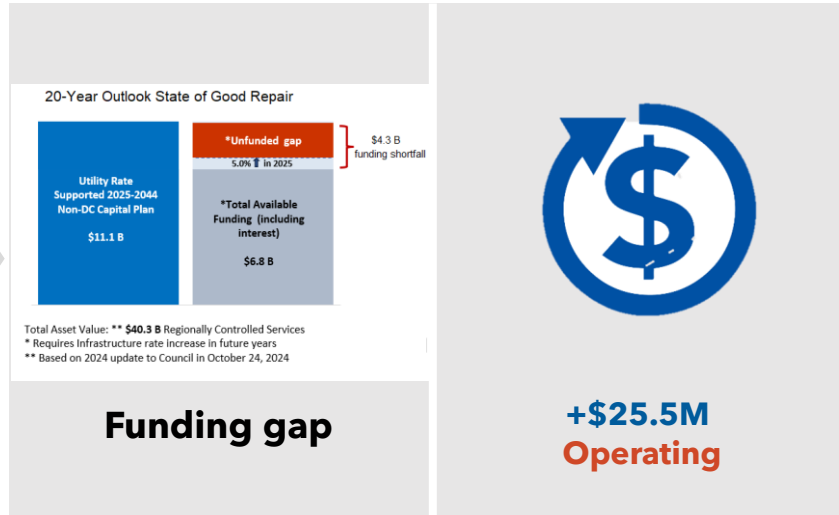 20-Year Outlook State of Good Repair
Utility Rate
Supported 2025-2044
Non-DC Capital Plan
$11.1 B
*Unfunded gap
5.0% ⬆ in 2025
*Total Available
Funding (including
interest)
$6.8 B
$4.3 B
funding shortfall
Total Asset Value: ** $40.3 B Regionally Controlled Services
* Requires Infrastructure rate increase in future years
** Based on 2024 update to Council in October 24, 2024
Funding gap
$
+$25.5M
Operating